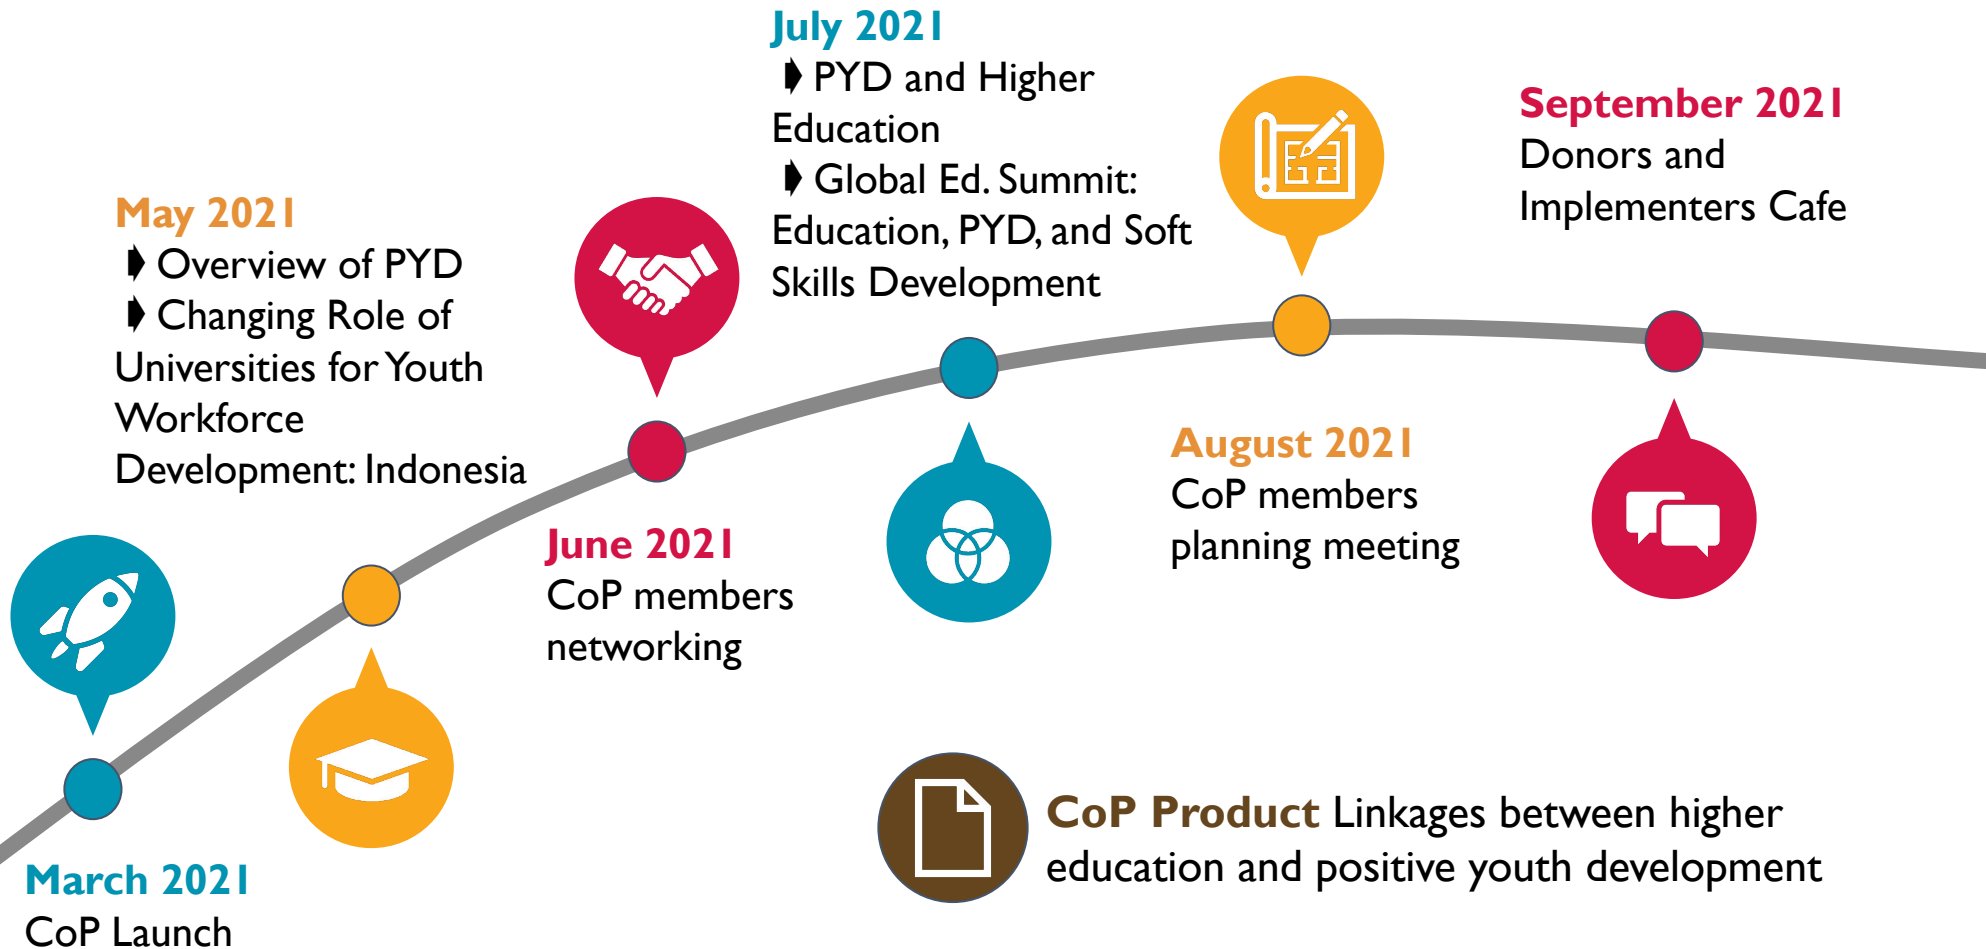 March 2021
CoP Launch
May 2021
➧ Overview of PYD
➧ Changing Role of
Universities for Youth
Workforce
Development: Indonesia
June 2021
CoP members
networking
July 2021
➧ PYD and Higher
Education
➧ Global Ed. Summit:
Education, PYD, and Soft
Skills Development
August 2021
CoP members
planning meeting
September 2021
Donors and
Implementers Cafe
CoP Product Linkages between higher
education and positive youth development